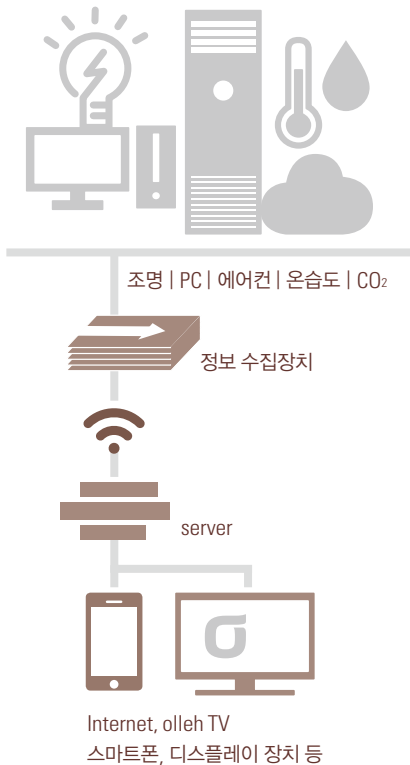 조명 | PC | 에어컨 | 온습도 | CO₂
정보 수집장치
server
Internet, olleh TV
스마트폰, 디스플레이 장치 등